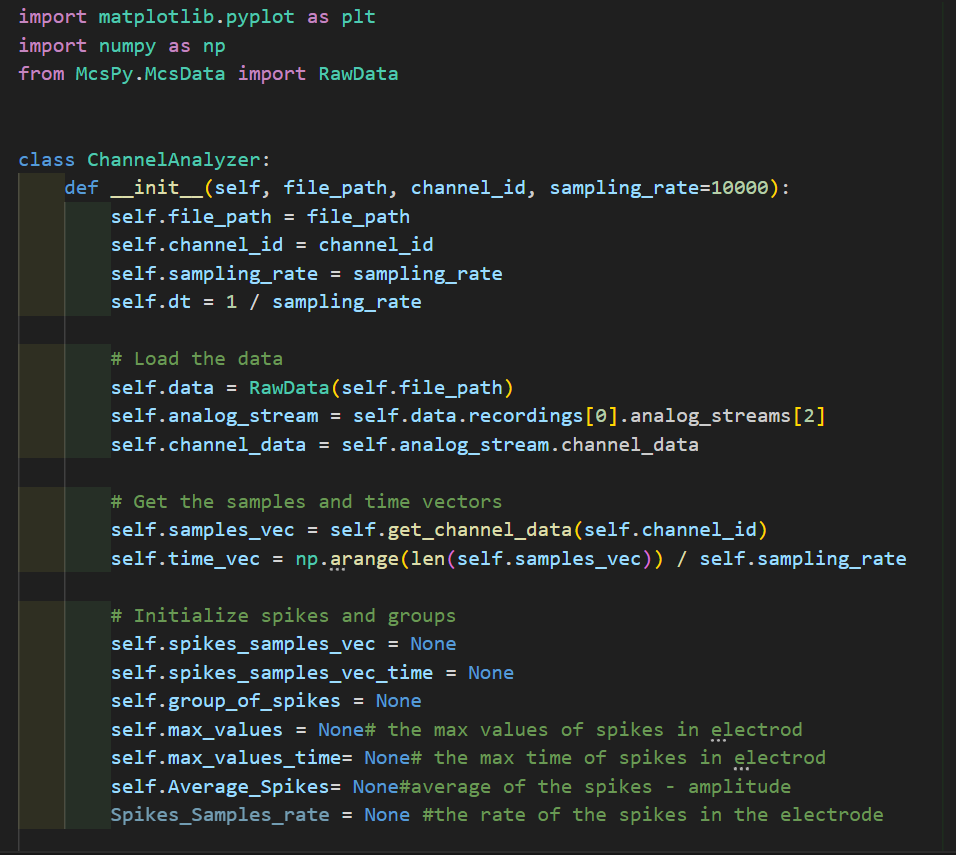 import matplotlib.pyplot as plt
import numpy as np
from McsPy.McsData import RawData
class ChannelAnalyzer:
def __init__(self, file_path, channel_id, sampling_rate=10000):
self.file_path = file_path
self.channel_id = channel_id
self.sampling_rate = sampling_rate
self.dt = 1 / sampling_rate
# Load the data
self.data = RawData(self.file_path)
self.analog_stream = self.data.recordings[0].analog_streams[2]
self.channel_data = self.analog_stream.channel_data
# Get the samples and time vectors
self.samples_vec = self.get_channel_data(self.channel_id)
self.time_vec = np.arange(len(self.samples_vec)) / self.sampling_rate
# Initialize spikes and groups
self.spikes_samples_vec = None
self.spikes_samples_vec_time = None
self.group_of_spikes = None
self.max_values = None# the max values of spikes in electrod
self.max_values_time= None# the max time of spikes in electrod
self.Average_Spikes= None#average of the spikes - amplitude
Spikes_Samples_rate = None #the rate of the spikes in the electrode